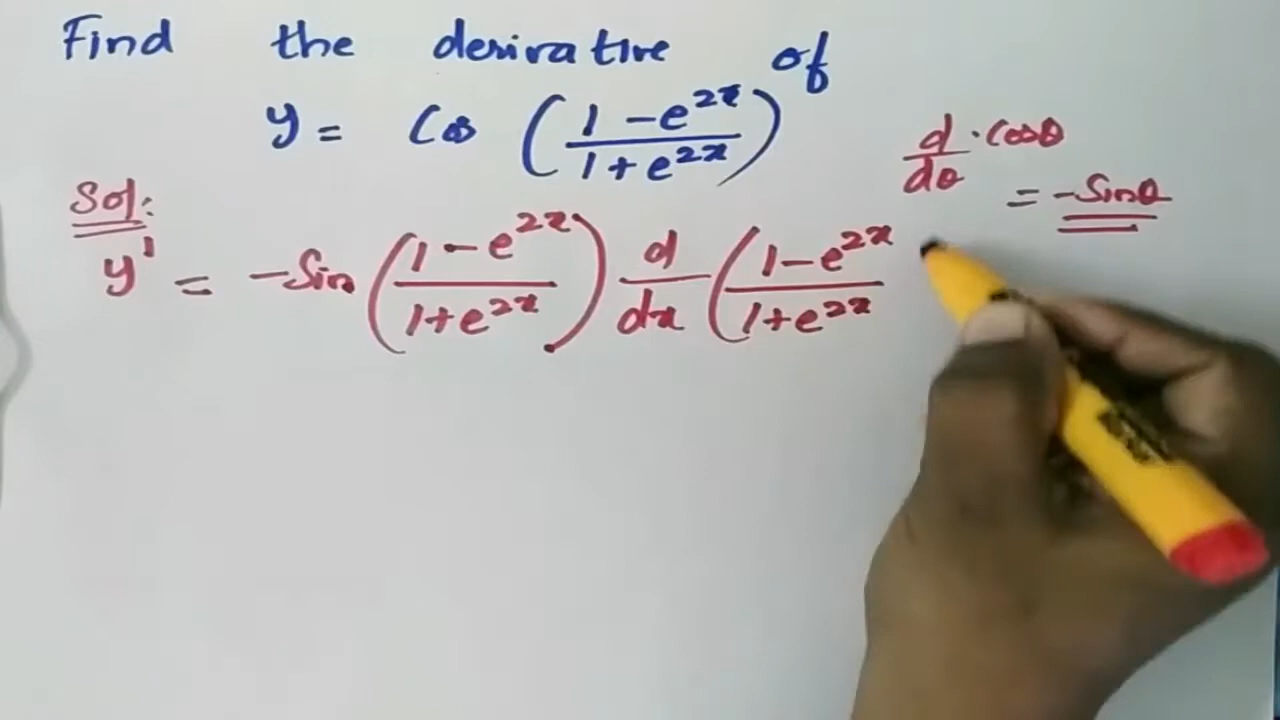 Find the derivative of
y = Cos ( (1 - e^{2x}) / (1 + e^{2x}) )
d/dθ · Cosθ
= -Sinθ
Sol:
y' = -Sin ( (1 - e^{2x}) / (1 + e^{2x}) ) d/dx ( (1 - e^{2x}) / (1 + e^{2x})